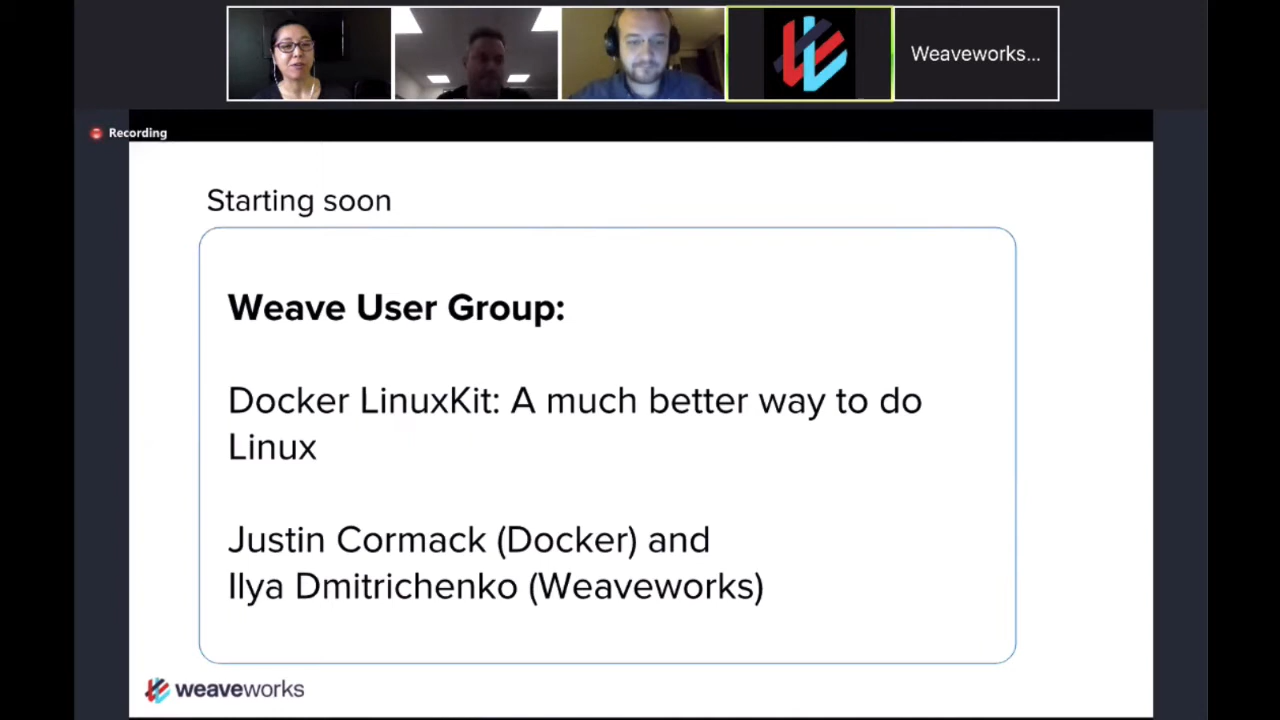 Weaveworks...
Recording
Starting soon
Weave User Group:
Docker LinuxKit: A much better way to do
Linux
Justin Cormack (Docker) and
Ilya Dmitrichenko (Weaveworks)
weaveworks